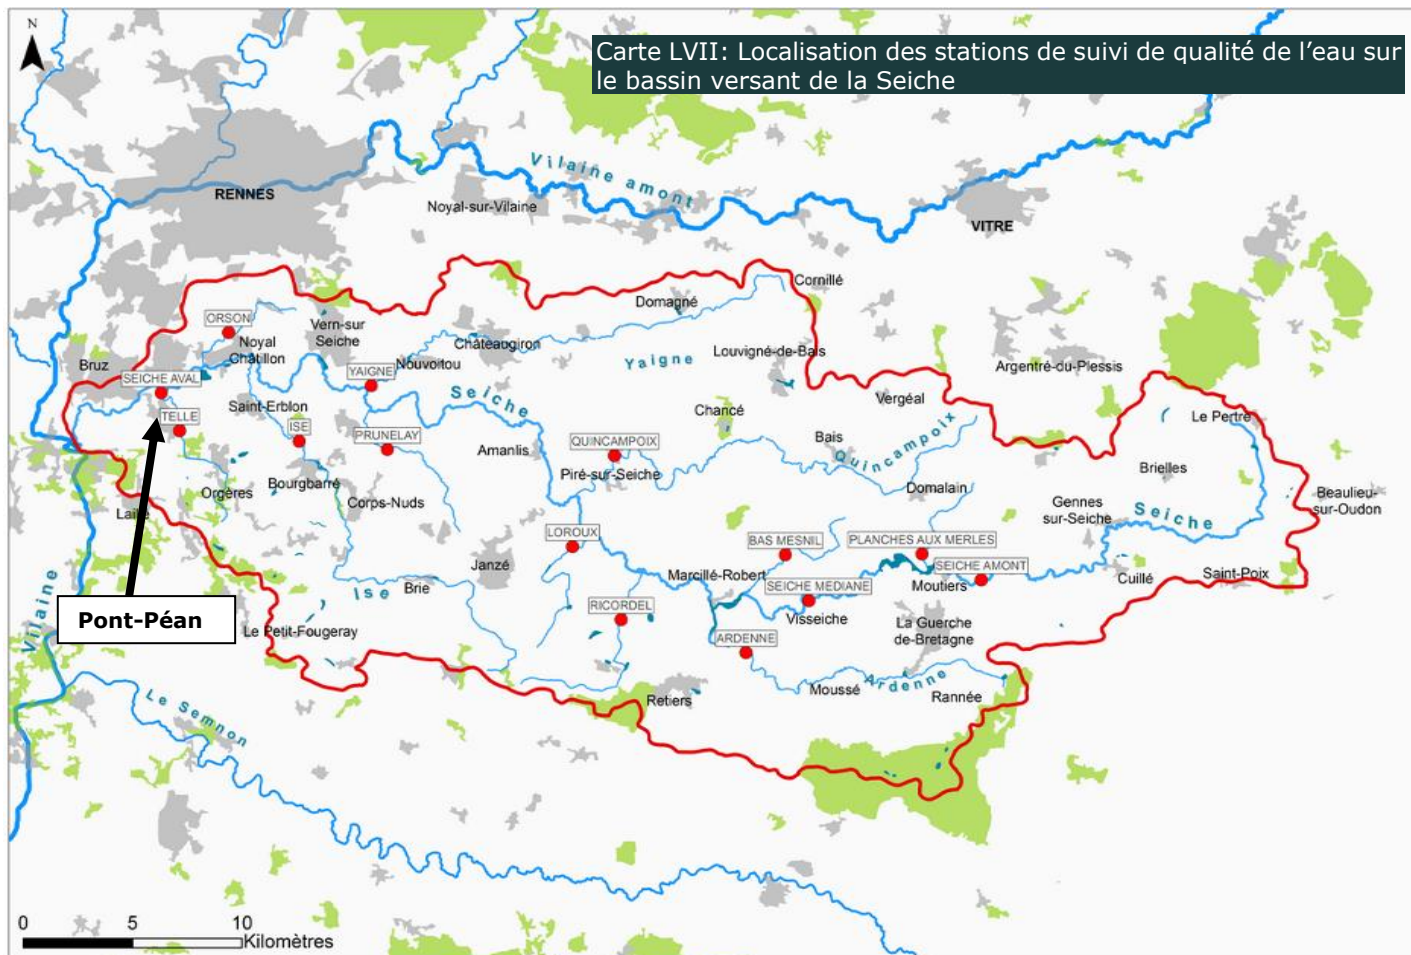 N
Carte LVII: Localisation des stations de suivi de qualité de l'eau sur
le bassin versant de la Seiche
Vilaine amont
RENNES
Noyal-sur-Vilaine
VITRE
Cornillé
Domagné
ORSON
Vern-sur
Seiche
Noyal
Châtillon
Châteaugiron
Louvigné-de-Bais
Yaigne
Nouvoitou
Bruz
SEICHE AVAL
YAIGNE
Argentré-du-Plessis
Seiche
Vergéal
Saint-Erblon
TELLE
Chancé
Le Pertre
ISE
PRUNELAY
QUINCAMPOIX
Bais
Quincampoix
Amanlis
Piré-sur-Seiche
Brielles
Bourgbarré
Orgères
Corps-Nuds
Domalain
Beaulieu-
sur-Oudon
Gennes
sur-Seiche
Seiche
Laillé
LOROUX
BAS MESNIL
PLANCHES AUX MERLES
Janzé
SEICHE AMONT
Marcillé-Robert
Brie
Ise
SEICHE MEDIANE
Moutiers
Cuillé
Saint-Poix
RICORDEL
Visseiche
Pont-Péan
Vilaine
Le Petit-Fougeray
ARDENNE
La Guerche
de-Bretagne
Ardenne
Moussé
Rannée
Retiers
Le Semnon
0 5 10
Kilomètres